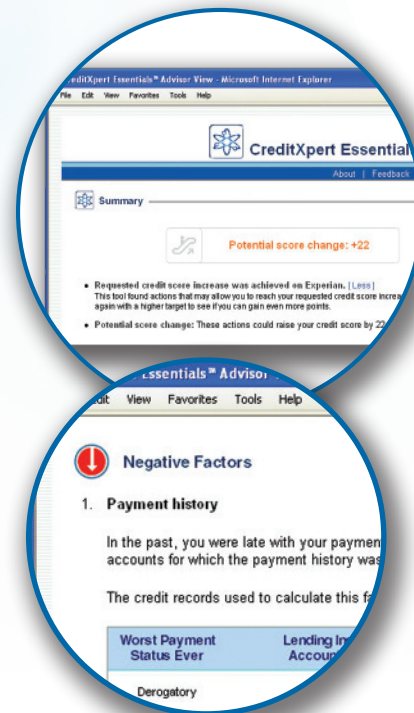 CreditXpert Essentials™ Advisor View - Microsoft Internet Explorer
File Edit View Favorites Tools Help
CreditXpert Essential
About | Feedback
Summary
Potential score change: +22
• Requested credit score increase was achieved on Experian. [Less]
This tool found actions that may allow you to reach your requested credit score increa
again with a higher target to see if you can gain even more points.
• Potential score change: These actions could raise your credit score by 22
Essentials™ Advisor
Edit View Favorites Tools Help
Negative Factors
1. Payment history
In the past, you were late with your paymen
accounts for which the payment history was
The credit records used to calculate this fa
Worst Payment Lending In
Status Ever Accoun
Derogatory